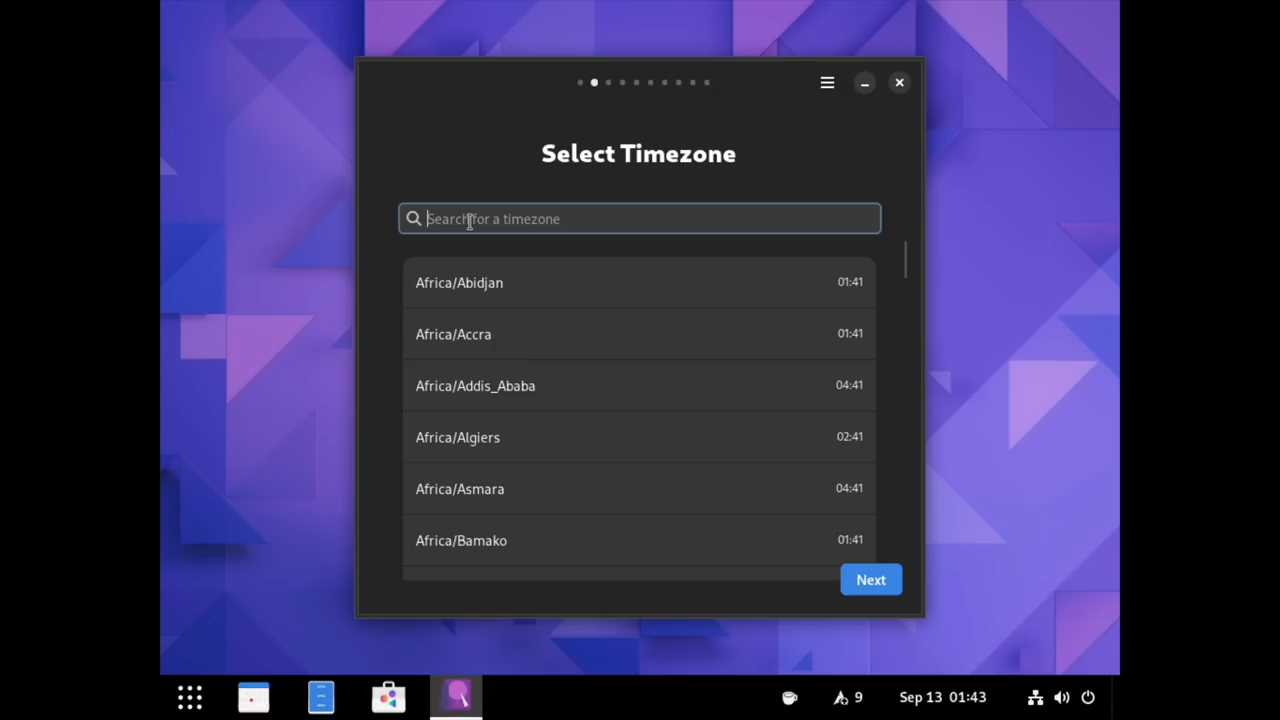 Select Timezone
Search for a timezone
Africa/Abidjan 01:41
Africa/Accra 01:41
Africa/Addis_Ababa 04:41
Africa/Algiers 02:41
Africa/Asmara 04:41
Africa/Bamako 01:41
Next
9 Sep 13 01:43